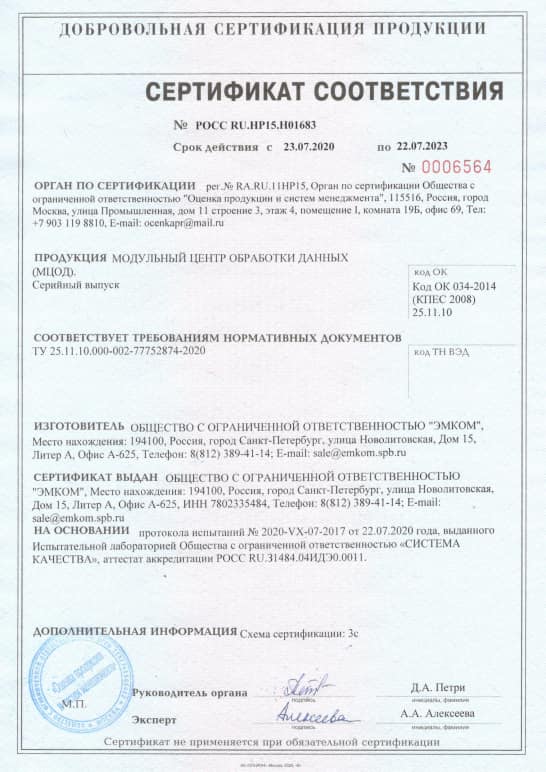 ДОБРОВОЛЬНАЯ СЕРТИФИКАЦИЯ ПРОДУКЦИИ
СЕРТИФИКАТ СООТВЕТСТВИЯ
№ РОСС RU.НР15.Н01683
Срок действия с 23.07.2020 по 22.07.2023
№ 0006564
ОРГАН ПО СЕРТИФИКАЦИИ рег.№ RA.RU.11НР15, Орган по сертификации Общества с
ограниченной ответственностью "Оценка продукции и систем менеджмента", 115516, Россия, город
Москва, улица Промышленная, дом 11 строение 3, этаж 4, помещение I, комната 19Б, офис 69, Тел:
+7 903 119 8810, E-mail: ocenkapr@mail.ru
ПРОДУКЦИЯ МОДУЛЬНЫЙ ЦЕНТР ОБРАБОТКИ ДАННЫХ
(МЦОД).
Серийный выпуск
код ОК
Код ОК 034-2014
(КПЕС 2008)
25.11.10
СООТВЕТСТВУЕТ ТРЕБОВАНИЯМ НОРМАТИВНЫХ ДОКУМЕНТОВ
ТУ 25.11.10.000-002-77752874-2020
код ТН ВЭД
ИЗГОТОВИТЕЛЬ ОБЩЕСТВО С ОГРАНИЧЕННОЙ ОТВЕТСТВЕННОСТЬЮ "ЭМКОМ",
Место нахождения: 194100, Россия, город Санкт-Петербург, улица Новолитовская, Дом 15,
Литер А, Офис А-625, Телефон: 8(812) 389-41-14; E-mail: sale@emkom.spb.ru
СЕРТИФИКАТ ВЫДАН ОБЩЕСТВО С ОГРАНИЧЕННОЙ ОТВЕТСТВЕННОСТЬЮ
"ЭМКОМ", Место нахождения: 194100, Россия, город Санкт-Петербург, улица Новолитовская,
Дом 15, Литер А, Офис А-625, ИНН 7802335484, Телефон: 8(812) 389-41-14; E-mail:
sale@emkom.spb.ru
НА ОСНОВАНИИ протокола испытаний № 2020-VX-07-2017 от 22.07.2020 года, выданного
Испытательной лабораторией Общества с ограниченной ответственностью «СИСТЕМА
КАЧЕСТВА», аттестат аккредитации РОСС RU.31484.04ИДЭ0.0011.
ДОПОЛНИТЕЛЬНАЯ ИНФОРМАЦИЯ Схема сертификации: 3с
М.П.
Руководитель органа
подпись
Д.А. Петри
инициалы, фамилия
Эксперт
Алексеева
подпись
А.А. Алексеева
инициалы, фамилия
Сертификат не применяется при обязательной сертификации